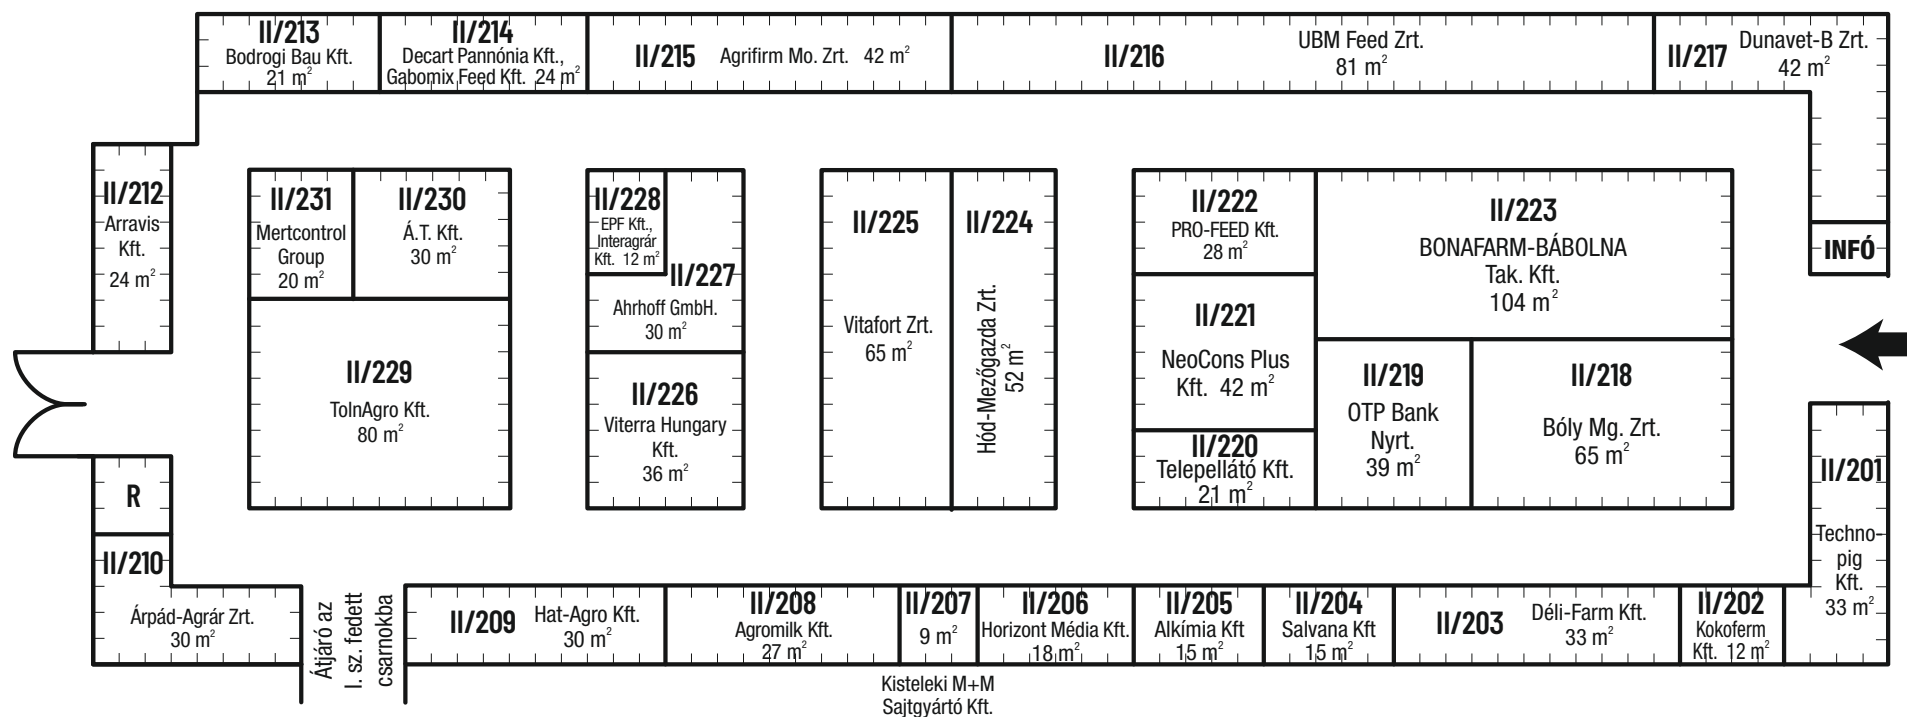 II/213
Bodrogi Bau Kft.
21 m²
II/214
Decart Pannónia Kft.,
Gabomix Feed Kft. 24 m²
II/215 Agrifirm Mo. Zrt. 42 m²
II/216
UBM Feed Zrt.
81 m²
II/217
Dunavet-B Zrt.
42 m²
II/212
Arravis
Kft.
24 m²
II/231
Mertcontrol
Group
20 m²
II/230
Á.T. Kft.
30 m²
II/228
EPF Kft.,
Interagrár
Kft. 12 m²
II/227
Ahrhoff GmbH.
30 m²
II/225
Vitafort Zrt.
65 m²
II/224
Hód-Mezőgazda Zrt.
52 m²
II/222
PRO-FEED Kft.
28 m²
II/223
BONAFARM-BÁBOLNA
Tak. Kft.
104 m²
INFÓ
II/221
NeoCons Plus
Kft. 42 m²
II/229
TolnAgro Kft.
80 m²
II/226
Viterra Hungary
Kft.
36 m²
II/220
Telepellátó Kft.
21 m²
II/219
OTP Bank
Nyrt.
39 m²
II/218
Bóly Mg. Zrt.
65 m²
II/201
Techno-
pig
Kft.
33 m²
R
II/210
Árpád-Agrár Zrt.
30 m²
Átjáró az
I. sz. fedett
csarnokba
II/209
Hat-Agro Kft.
30 m²
II/208
Agromilk Kft.
27 m²
II/207
9 m²
II/206
Horizont Média Kft.
18 m²
II/205
Alkímia Kft
15 m²
II/204
Salvana Kft
15 m²
II/203
Déli-Farm Kft.
33 m²
II/202
Kokoferm
Kft. 12 m²
Kisteleki M+M
Sajtgyártó Kft.